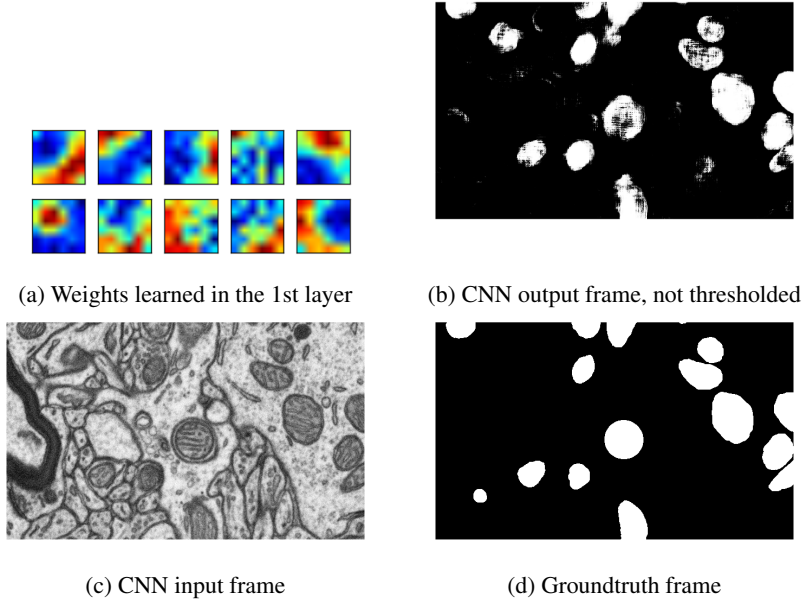 (a) Weights learned in the 1st layer
(b) CNN output frame, not thresholded
(c) CNN input frame
(d) Groundtruth frame